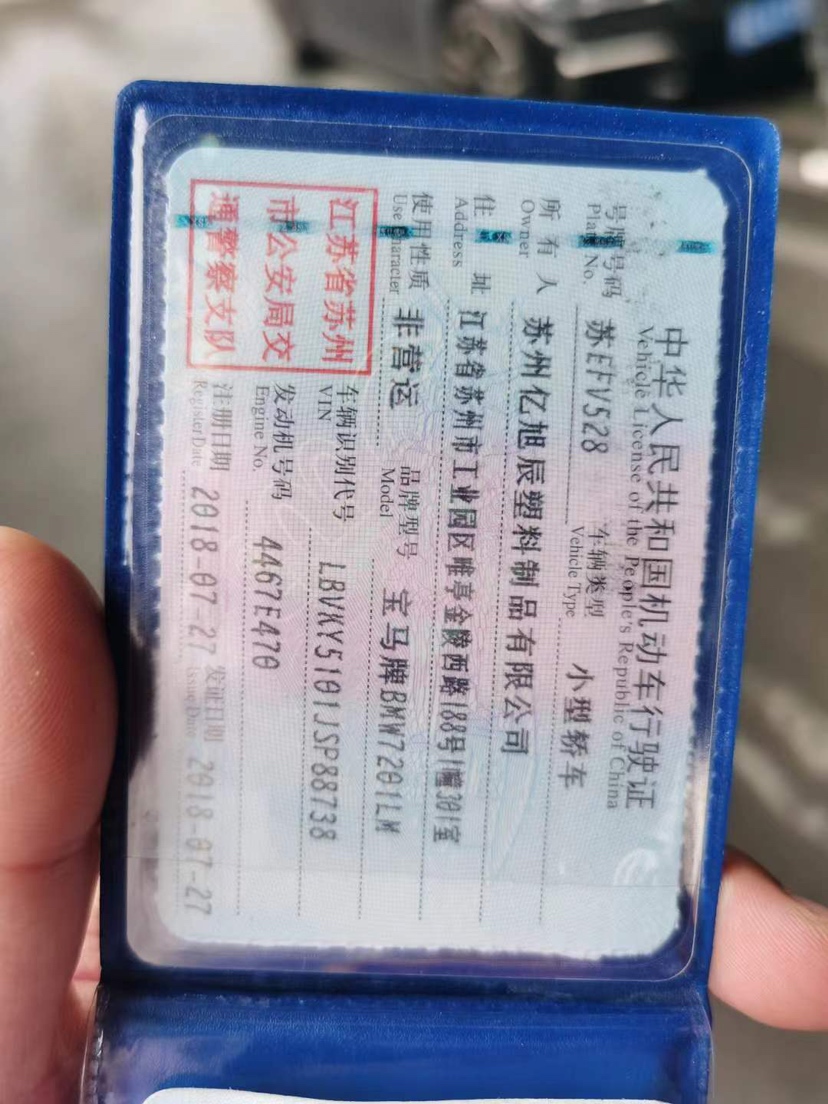 中华人民共和国机动车行驶证
Vehicle License of the People's Republic of China
号牌号码 苏EFV528 车辆类型 小型轿车
Plate No. Vehicle Type
所有人 苏州亿旭辰塑料制品有限公司
Owner
住址 江苏省苏州市工业园区唯亭金陵西路188号1幢301室
Address
使用性质 非营运 品牌型号 宝马牌BMW7201LM
Use Character Model
江苏省苏州
市公安局交
通警察支队
车辆识别代号 LBVKY5101JSP88738
VIN
发动机号码 4467E470
Engine No.
注册日期 2018-07-27 发证日期 2018-07-27
Register Date Issue Date